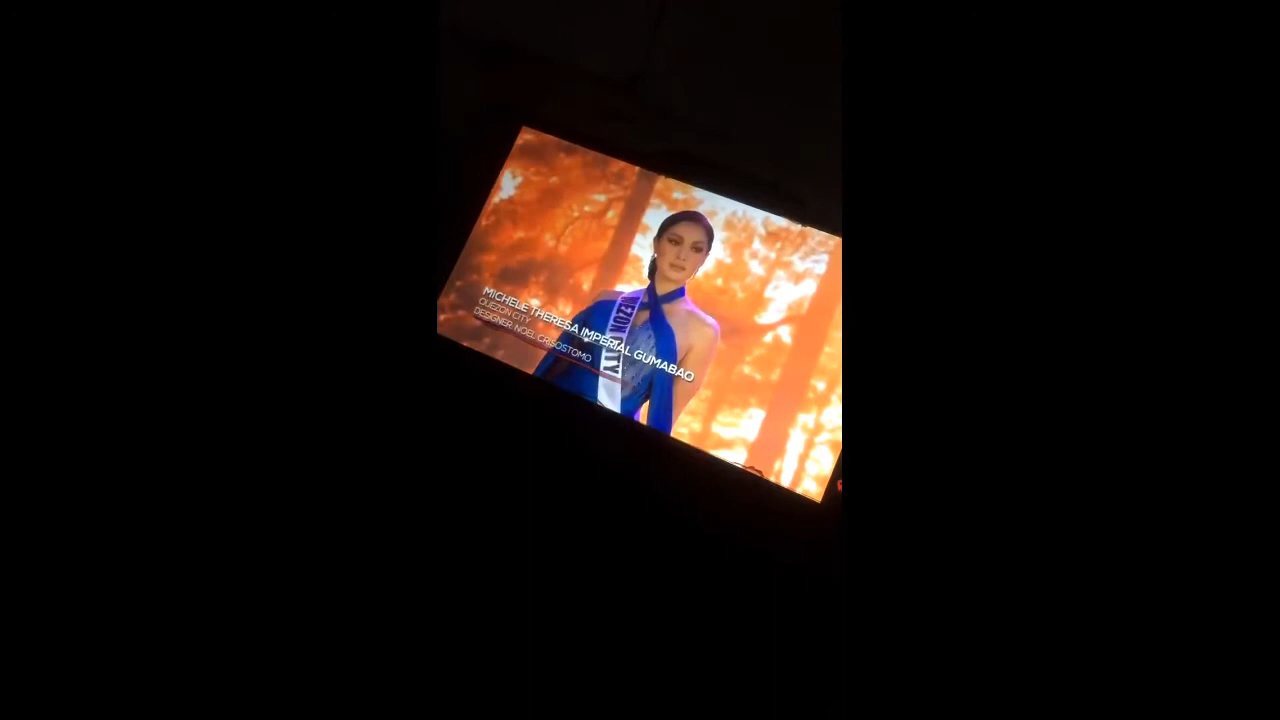 MICHELE THERESA IMPERIAL GUMABAO
QUEZON CITY
DESIGNER: NOEL CRISOSTOMO
QUEZON CITY